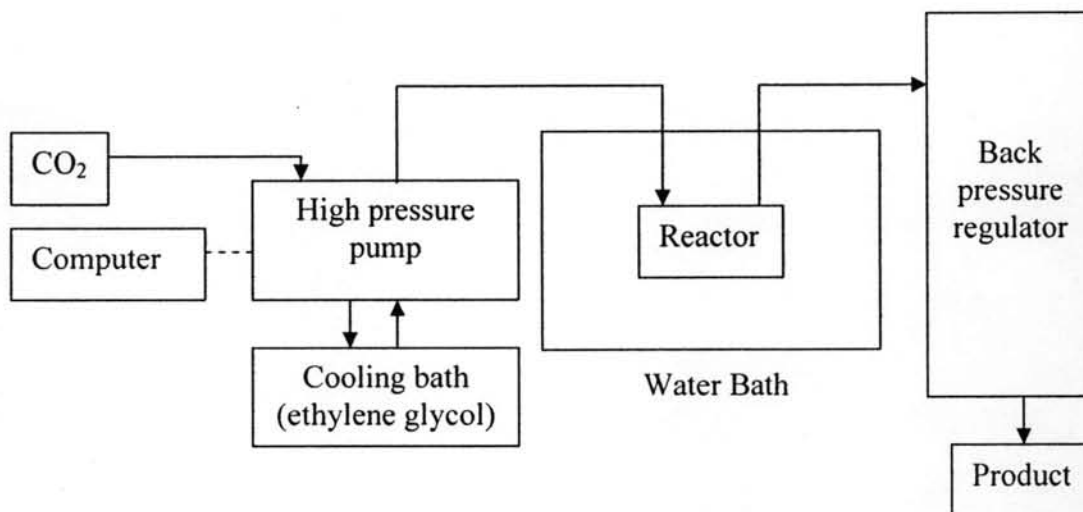 CO₂
Computer
High pressure
pump
Cooling bath
(ethylene glycol)
Reactor
Water Bath
Back
pressure
regulator
Product